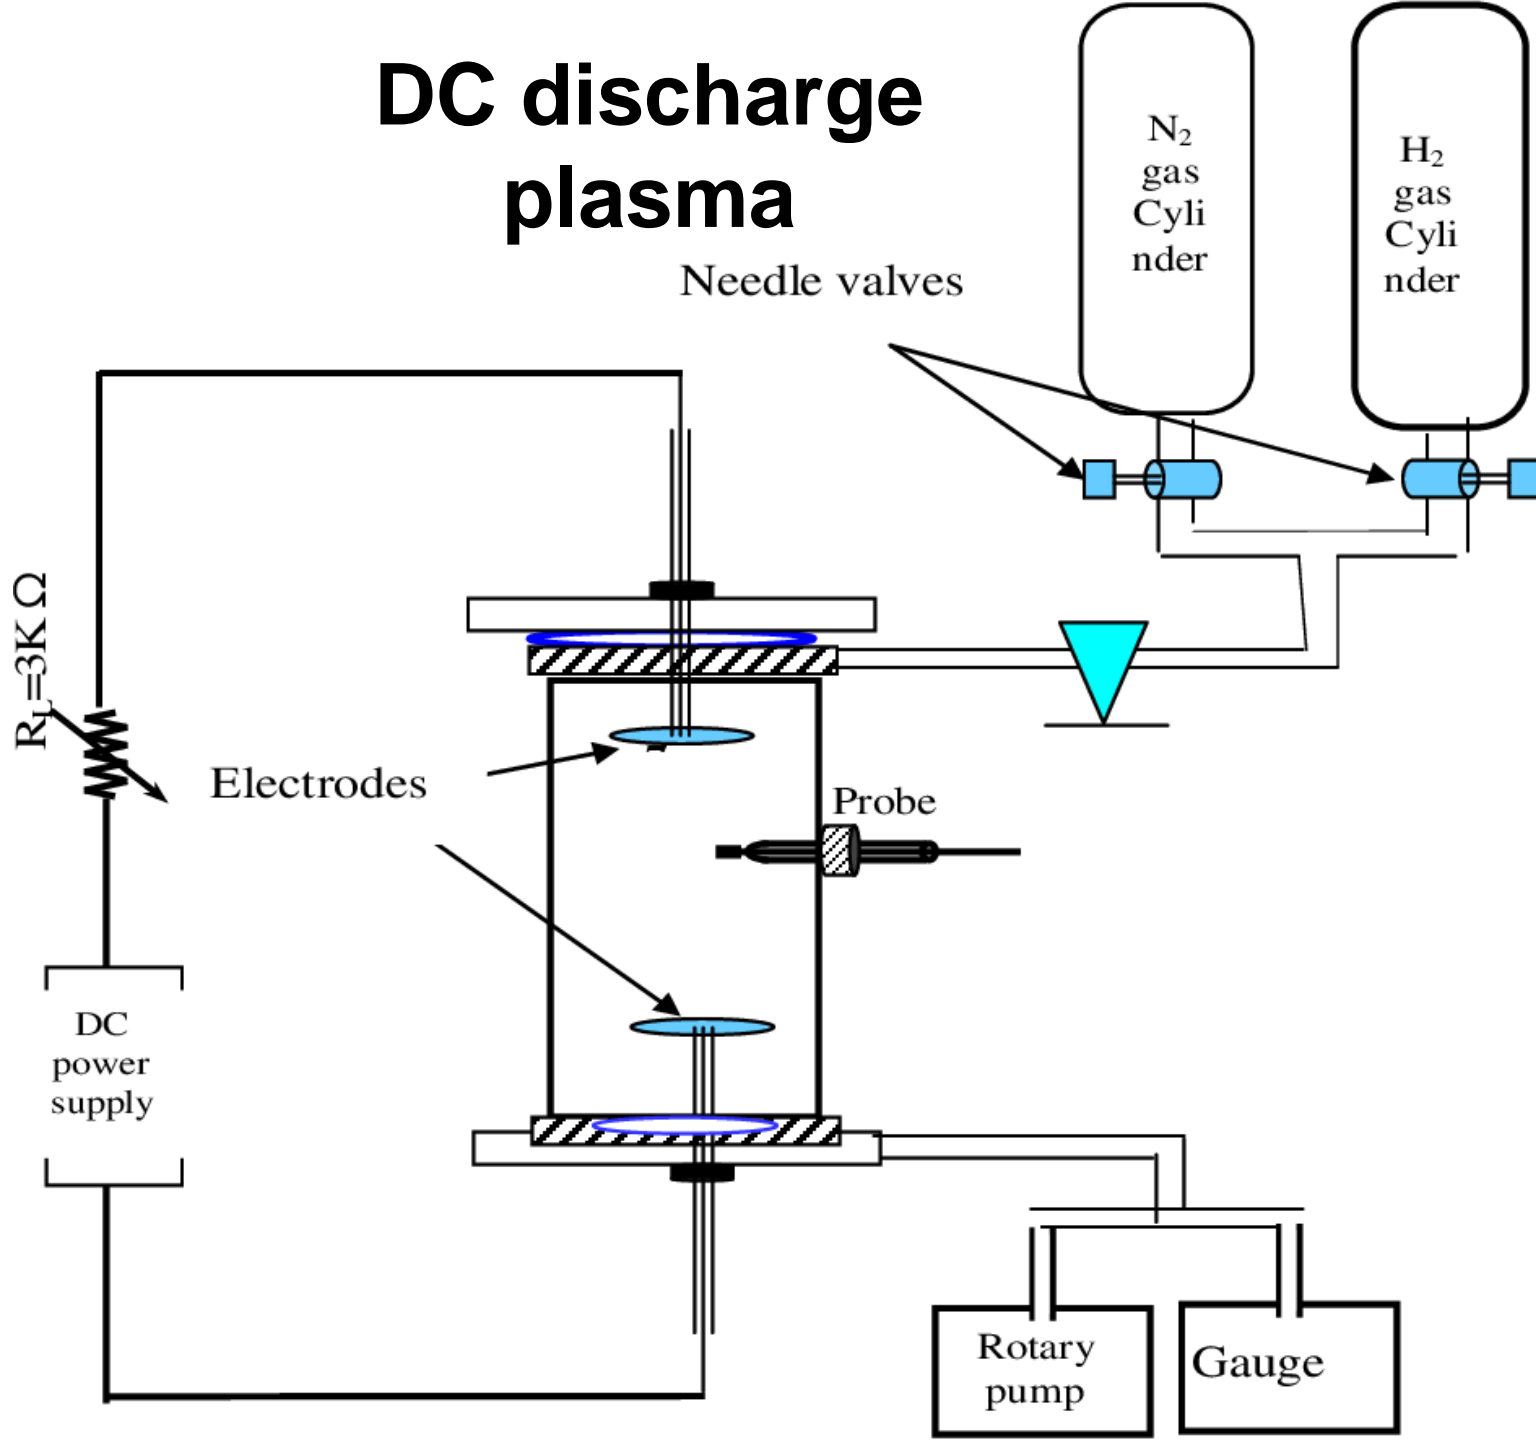 DC discharge
plasma
N₂
gas
Cyli
nder
H₂
gas
Cyli
nder
Needle valves
R_L=3K Ω
Electrodes
Probe
DC
power
supply
Rotary
pump
Gauge